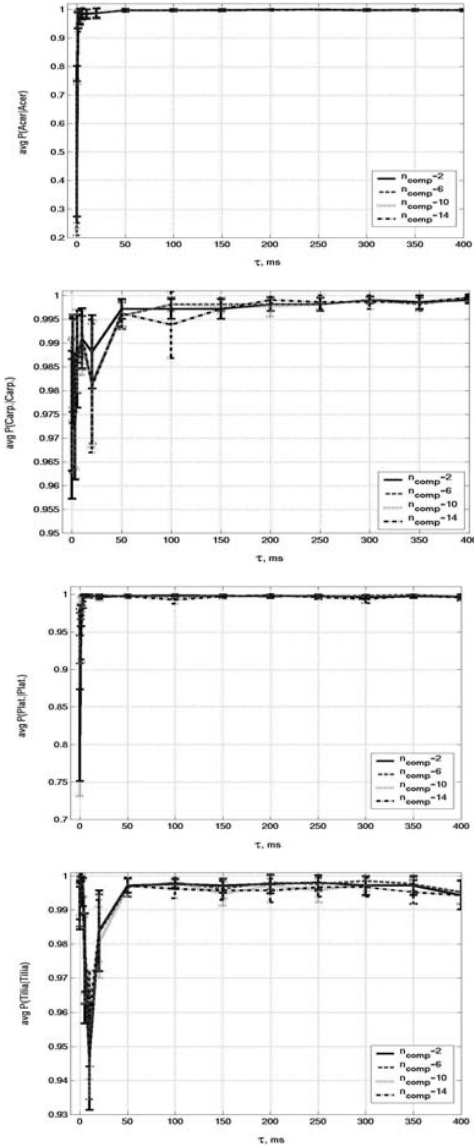 1
0.9
0.8
0.7
0.6
0.5
0.4
0.3
0.2
avg P(Acer|Acer)
0 50 100 150 200 250 300 350 400
τ, ms
n_comp-2
n_comp-6
n_comp-10
n_comp-14
1
0.995
0.99
0.985
0.98
0.975
0.97
0.965
0.96
0.955
0.95
avg P(Carp.|Carp.)
0 50 100 150 200 250 300 350 400
τ, ms
n_comp-2
n_comp-6
n_comp-10
n_comp-14
1
0.95
0.9
0.85
0.8
0.75
0.7
avg P(Plat.|Plat.)
0 50 100 150 200 250 300 350 400
τ, ms
n_comp-2
n_comp-6
n_comp-10
n_comp-14
1
0.99
0.98
0.97
0.96
0.95
0.94
0.93
avg P(Tilia|Tilia)
0 50 100 150 200 250 300 350 400
τ, ms
n_comp-2
n_comp-6
n_comp-10
n_comp-14